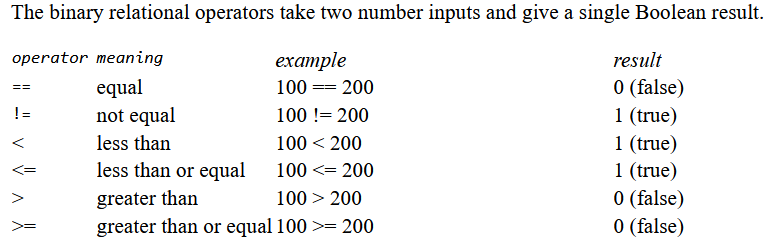 The binary relational operators take two number inputs and give a single Boolean result.
operator meaning example result
== equal 100 == 200 0 (false)
!= not equal 100 != 200 1 (true)
< less than 100 < 200 1 (true)
<= less than or equal 100 <= 200 1 (true)
> greater than 100 > 200 0 (false)
>= greater than or equal 100 >= 200 0 (false)